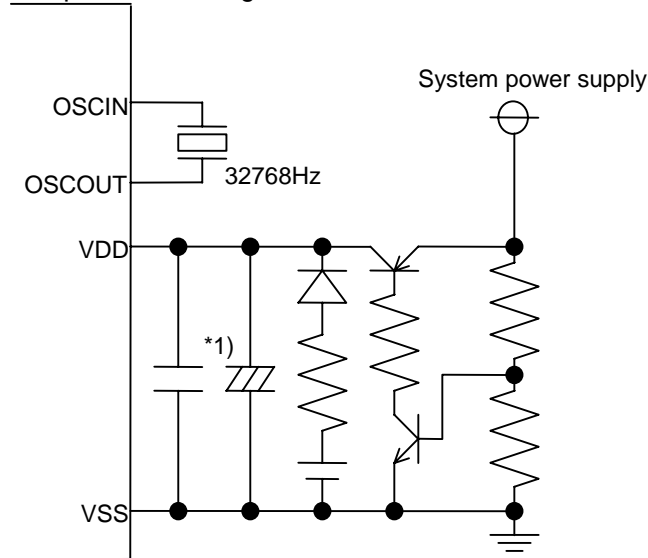 System power supply
OSCIN
OSCOUT
32768Hz
VDD
*1)
VSS